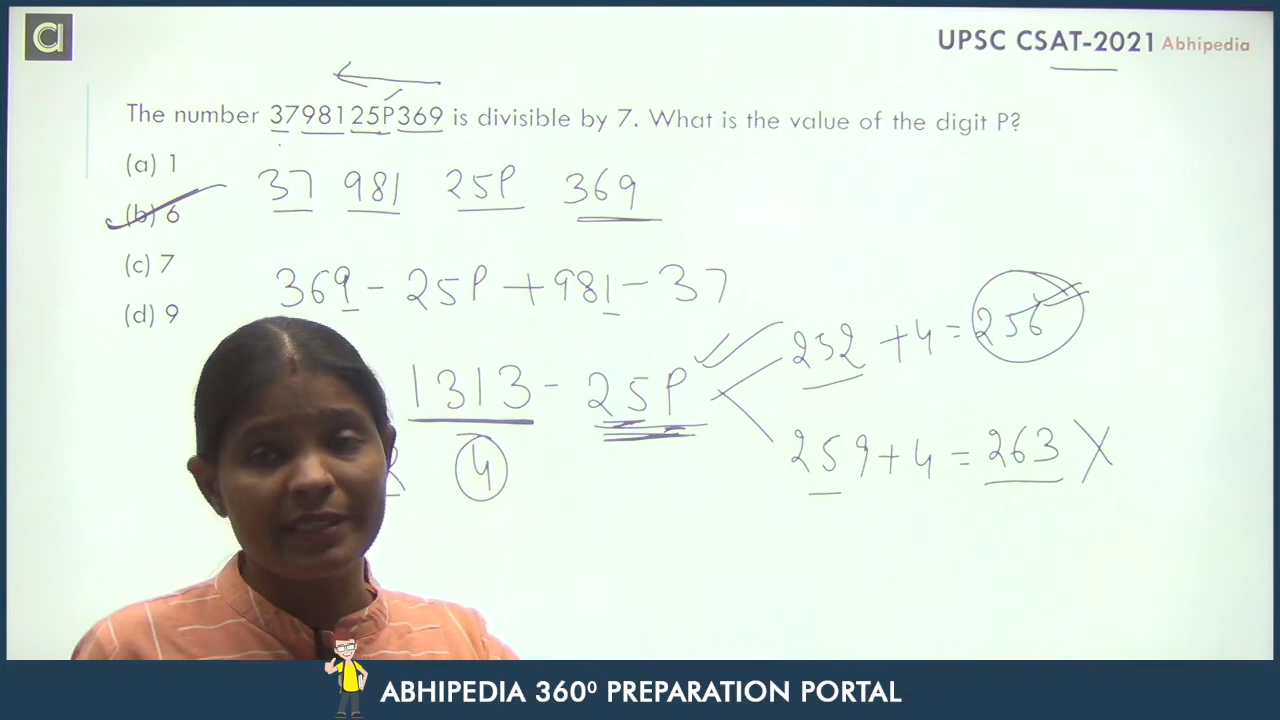 UPSC CSAT-2021 Abhipedia
The number 3798125P369 is divisible by 7. What is the value of the digit P?
(a) 1
(b) 6
(c) 7
(d) 9
37 981 25P 369
369 - 25P + 981 - 37
1313 - 25P
252 + 4 = 256
4
259 + 4 = 263 X
ABHIPEDIA 360⁰ PREPARATION PORTAL